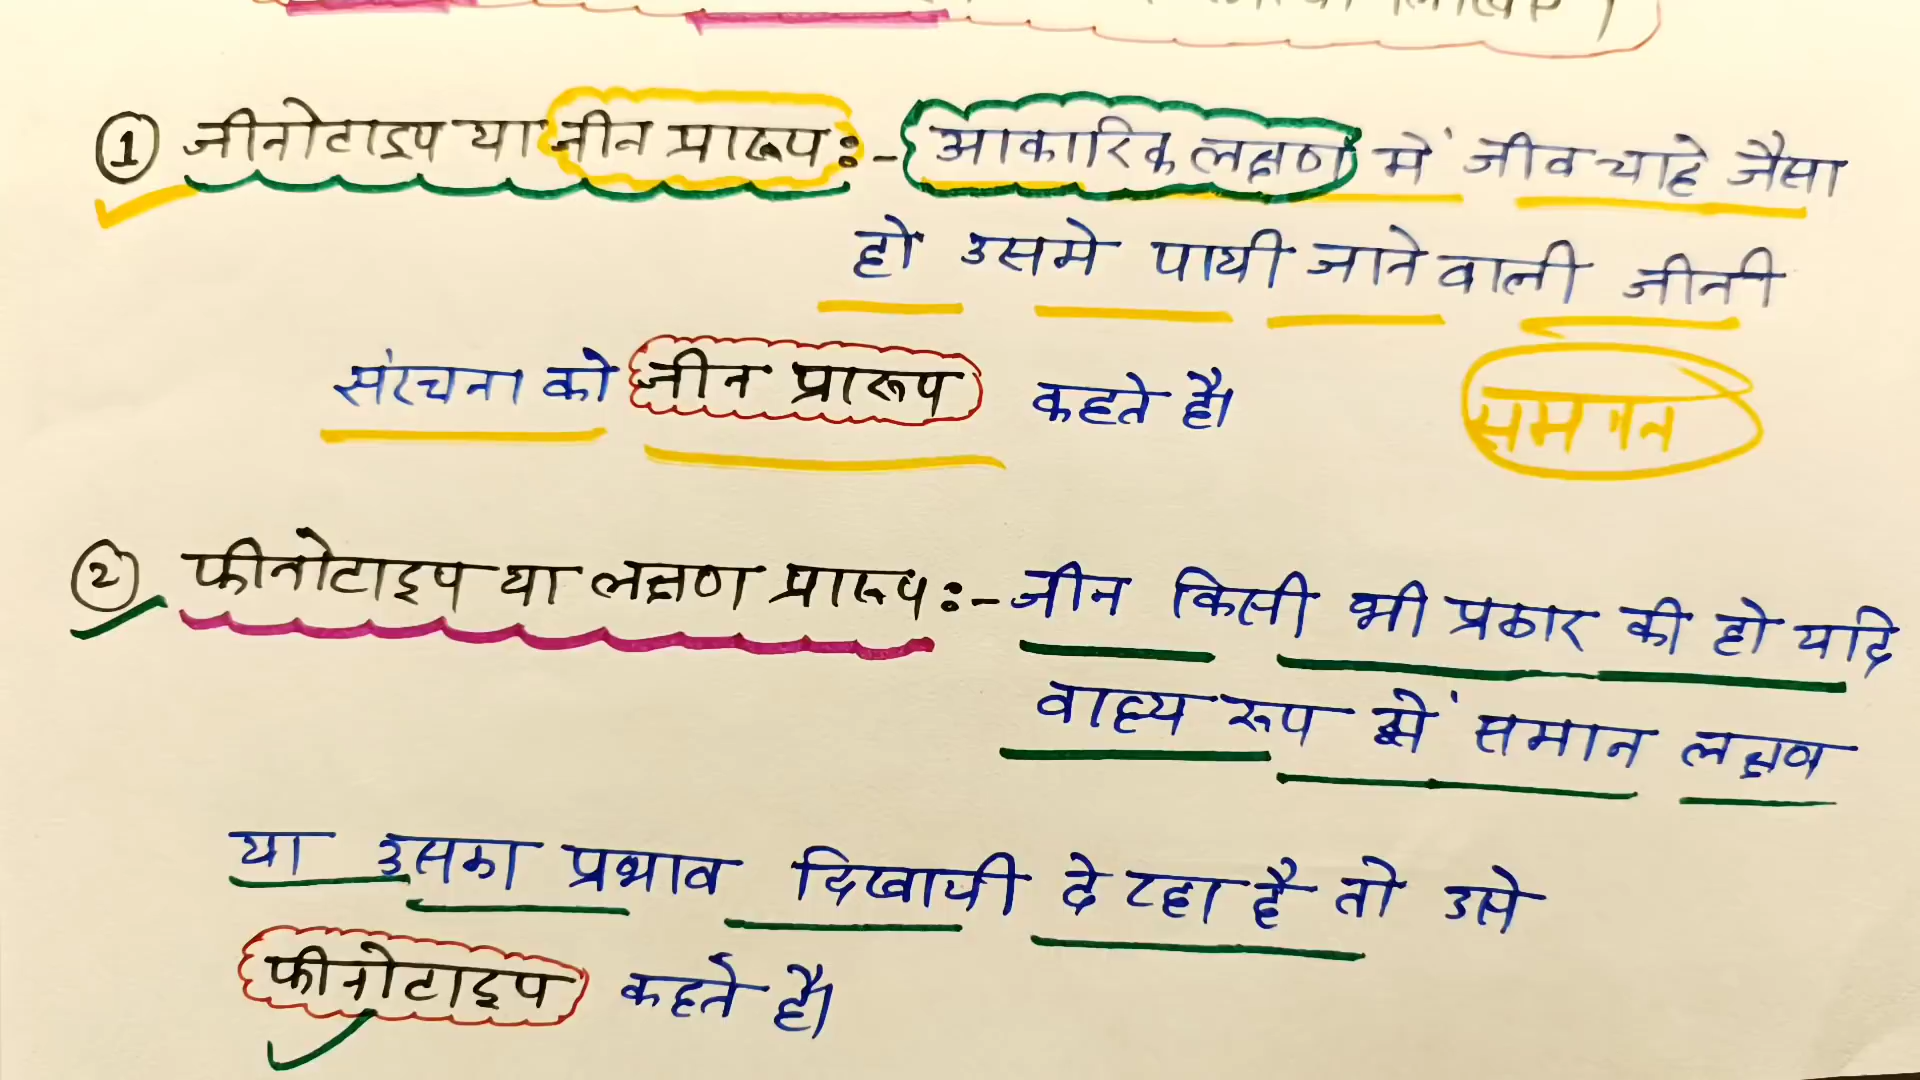 ① जीनोटाइप या जीन प्रारूप:- आकारिक लक्षण में जीव चाहे जैसा
हो उसमे पायी जाने वाली जीनी
संरचना को जीन प्रारूप कहते है।
समान
② फीनोटाइप या लक्षण प्रारूप:- जीन किसी भी प्रकार की हो यदि
वाह्य रूप में समान लक्षण
या उसका प्रभाव दिखायी दे रहा है तो उसे
फीनोटाइप कहते है।